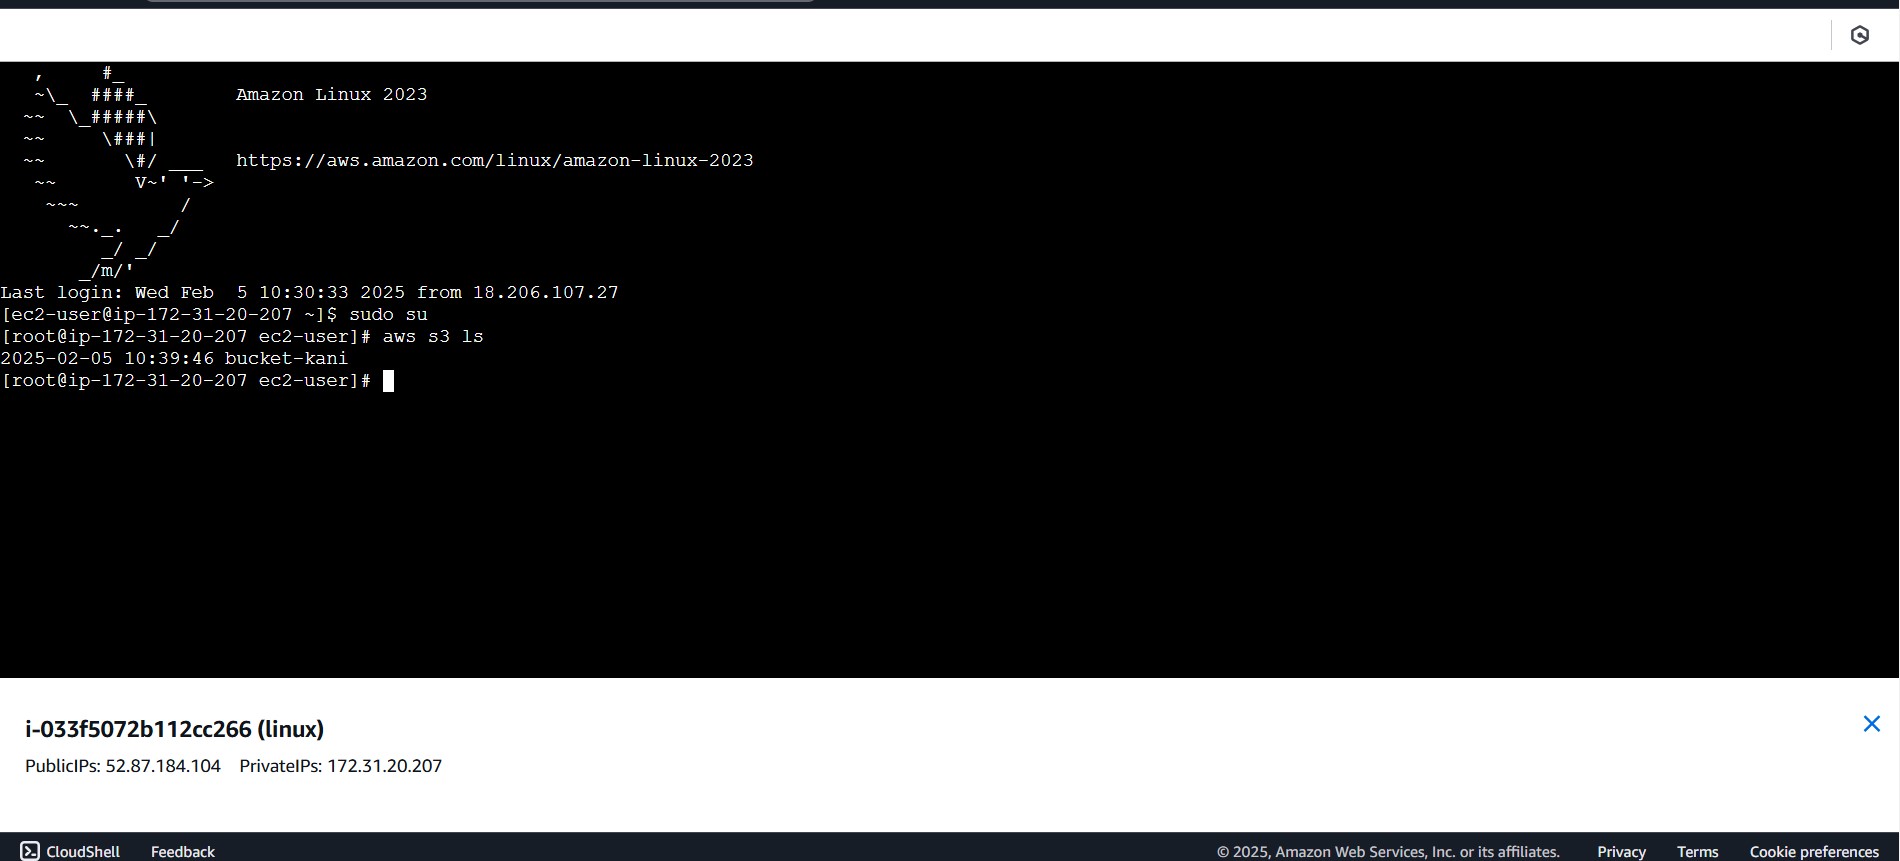 ,     #_
   ~\_  ####_        Amazon Linux 2023
  ~~  \_#####\
  ~~     \###|
  ~~       \#/ ___   https://aws.amazon.com/linux/amazon-linux-2023
   ~~       V~' '->
    ~~~         /
      ~~._.   _/
         _/ _/
       _/m/'
Last login: Wed Feb  5 10:30:33 2025 from 18.206.107.27
[ec2-user@ip-172-31-20-207 ~]$ sudo su
[root@ip-172-31-20-207 ec2-user]# aws s3 ls
2025-02-05 10:39:46 bucket-kani
[root@ip-172-31-20-207 ec2-user]#
i-033f5072b112cc266 (linux)
PublicIPs: 52.87.184.104 PrivateIPs: 172.31.20.207
CloudShell Feedback © 2025, Amazon Web Services, Inc. or its affiliates. Privacy Terms Cookie preferences